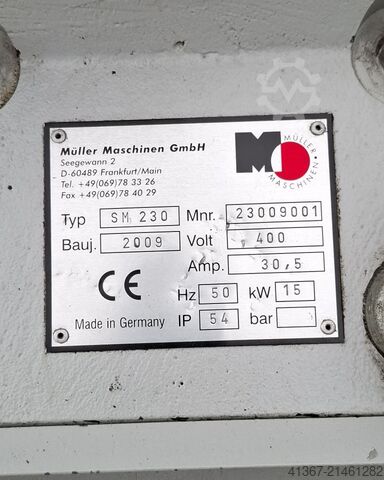 Müller Maschinen GmbH
Seegewann 2
D-60489 Frankfurt/Main
Tel. +49(069)78 33 26
Fax +49(069)78 40 29
M
MÜLLER MASCHINEN
Typ SM 230 Mnr. 23009001
Bauj. 2009 Volt 400
Amp. 30,5
CE Hz 50 kW 15
Made in Germany IP 54 bar
41367-21461282